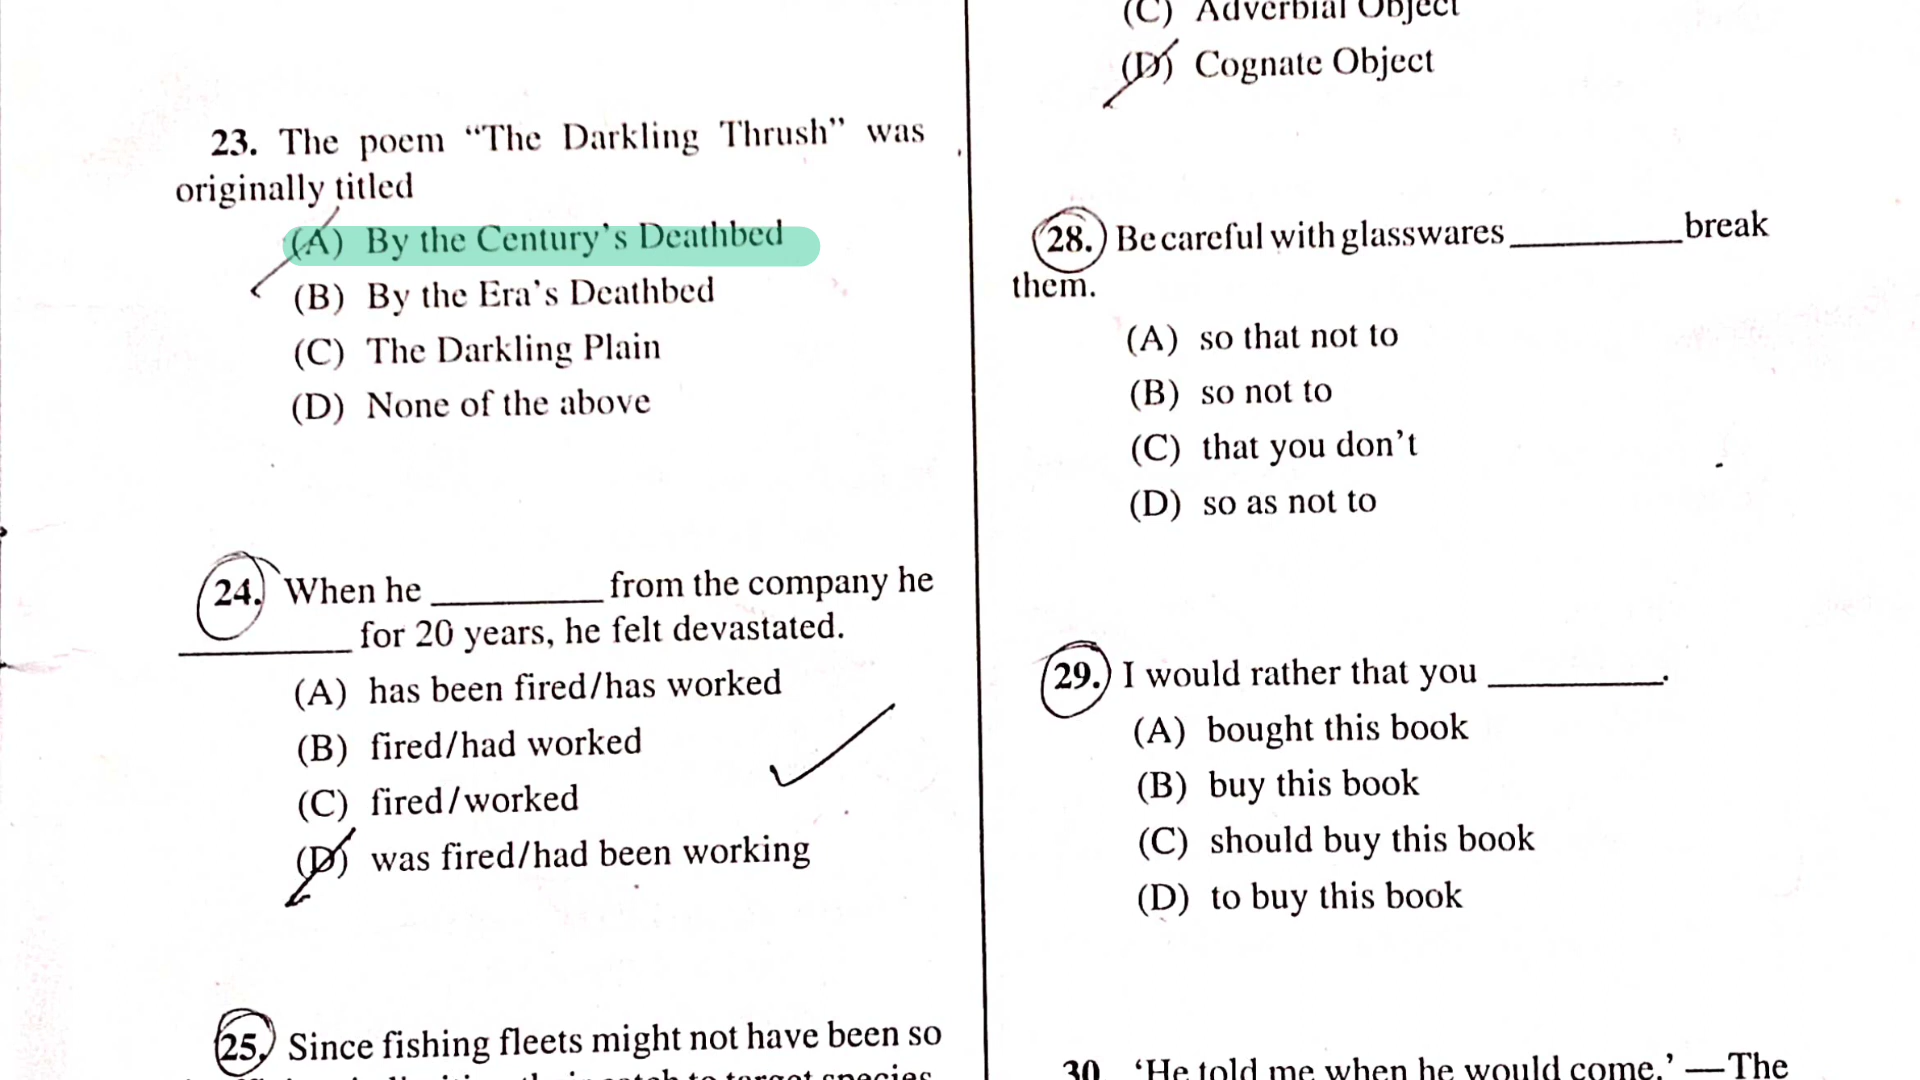 23. The poem “The Darkling Thrush” was
originally titled
(A) By the Century’s Deathbed
(B) By the Era’s Deathbed
(C) The Darkling Plain
(D) None of the above
24. When he ________ from the company he
________ for 20 years, he felt devastated.
(A) has been fired/has worked
(B) fired/had worked
(C) fired/worked
(D) was fired/had been working
25. Since fishing fleets might not have been so
(C) Adverbial Object
(D) Cognate Object
28. Be careful with glasswares ________ break
them.
(A) so that not to
(B) so not to
(C) that you don’t
(D) so as not to
29. I would rather that you ________.
(A) bought this book
(B) buy this book
(C) should buy this book
(D) to buy this book
30. ‘He told me when he would come.’ —The